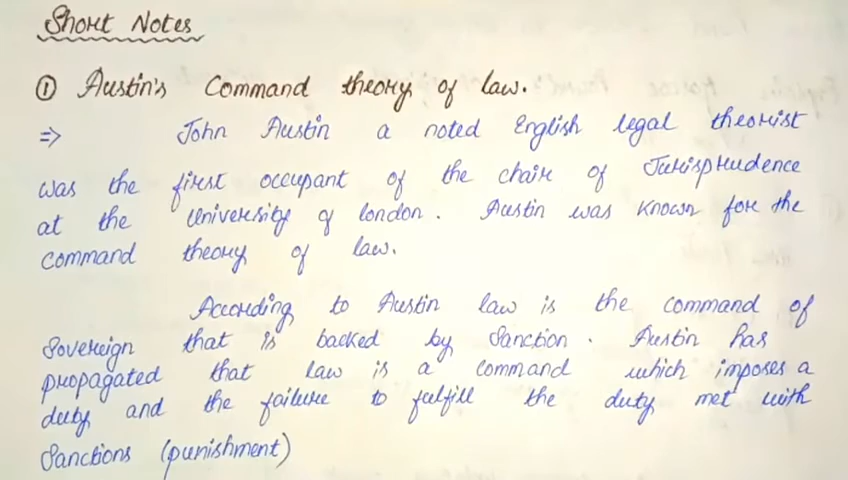 Short Notes
① Austin's Command theory of law.
⇒ John Austin a noted English legal theorist
was the first occupant of the chair of Jurisprudence
at the University of london. Austin was known for the
command theory of law.
According to Austin law is the command of
Sovereign that is backed by Sanction. Austin has
propagated that law is a command which imposes a
duty and the failure to fulfill the duty met with
Sanctions (punishment)